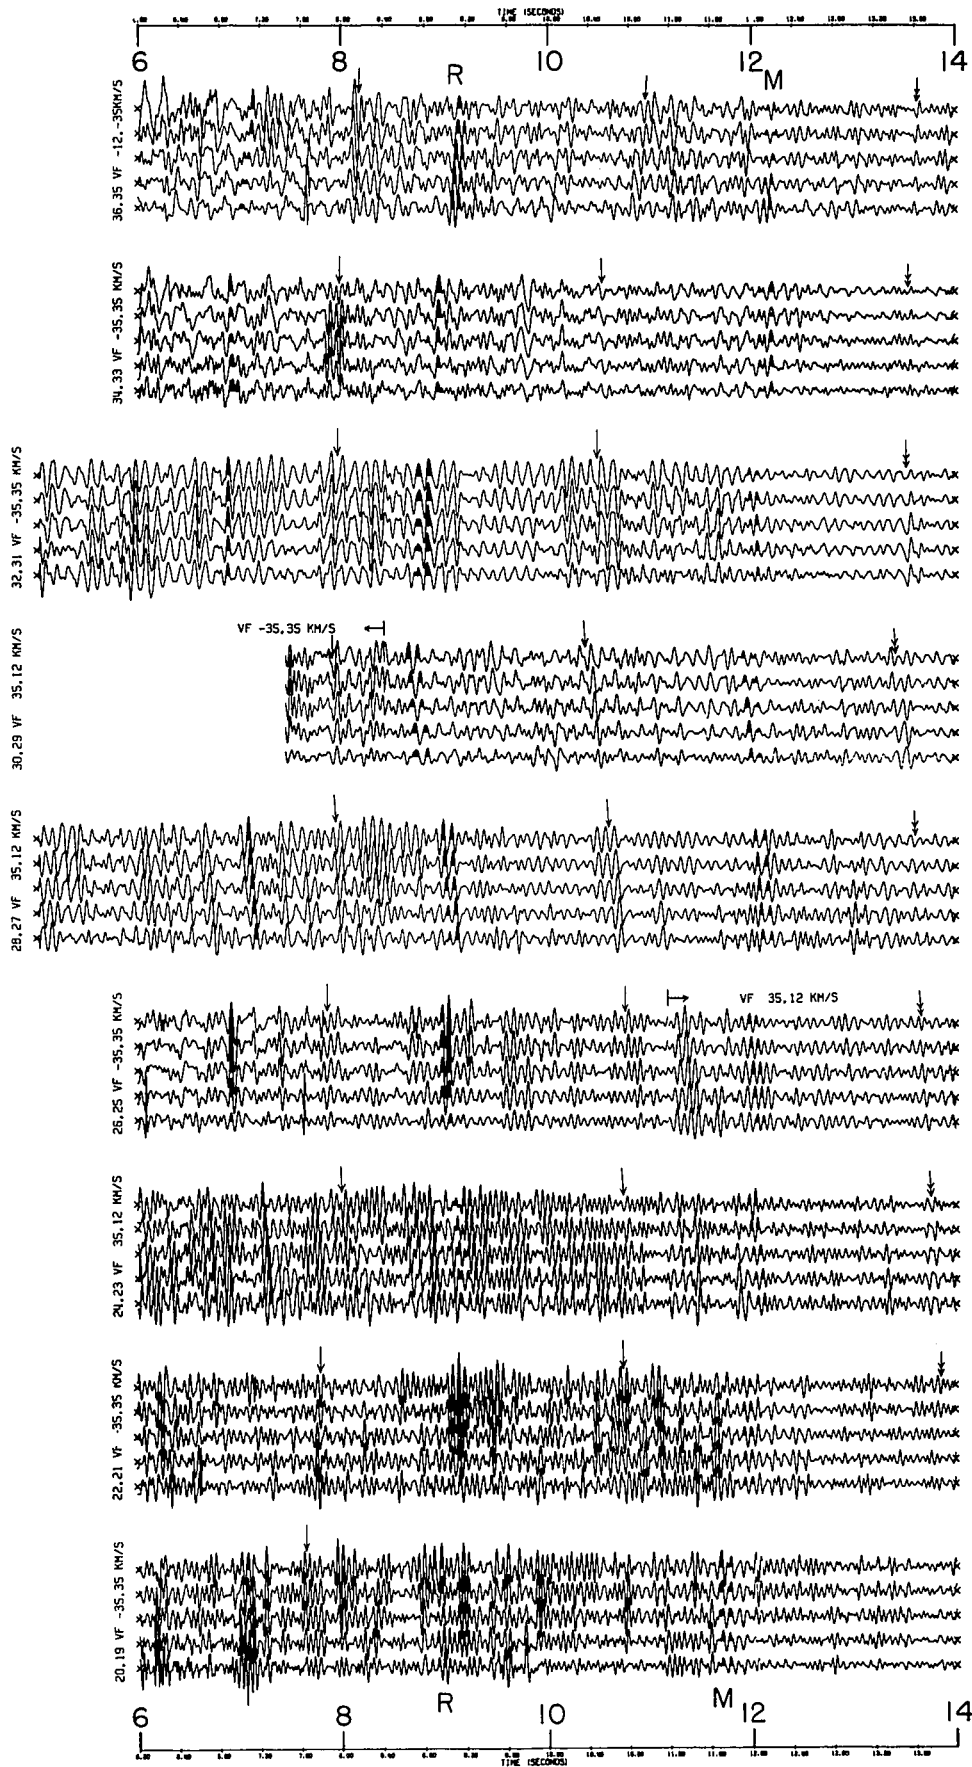 TIME (SECONDS)
6 8 10 12 14
R M
36,35 VF -12,-35KM/S
34,33 VF -35,35 KM/S
32,31 VF -35,35 KM/S
VF -35,35 KM/S
30,29 VF 35,12 KM/S
28,27 VF 35,12 KM/S
VF 35,12 KM/S
26,25 VF -35,35 KM/S
24,23 VF 35,12 KM/S
22,21 VF -35,35 KM/S
20,19 VF -35,35 KM/S
R M
6 8 10 12 14
TIME (SECONDS)